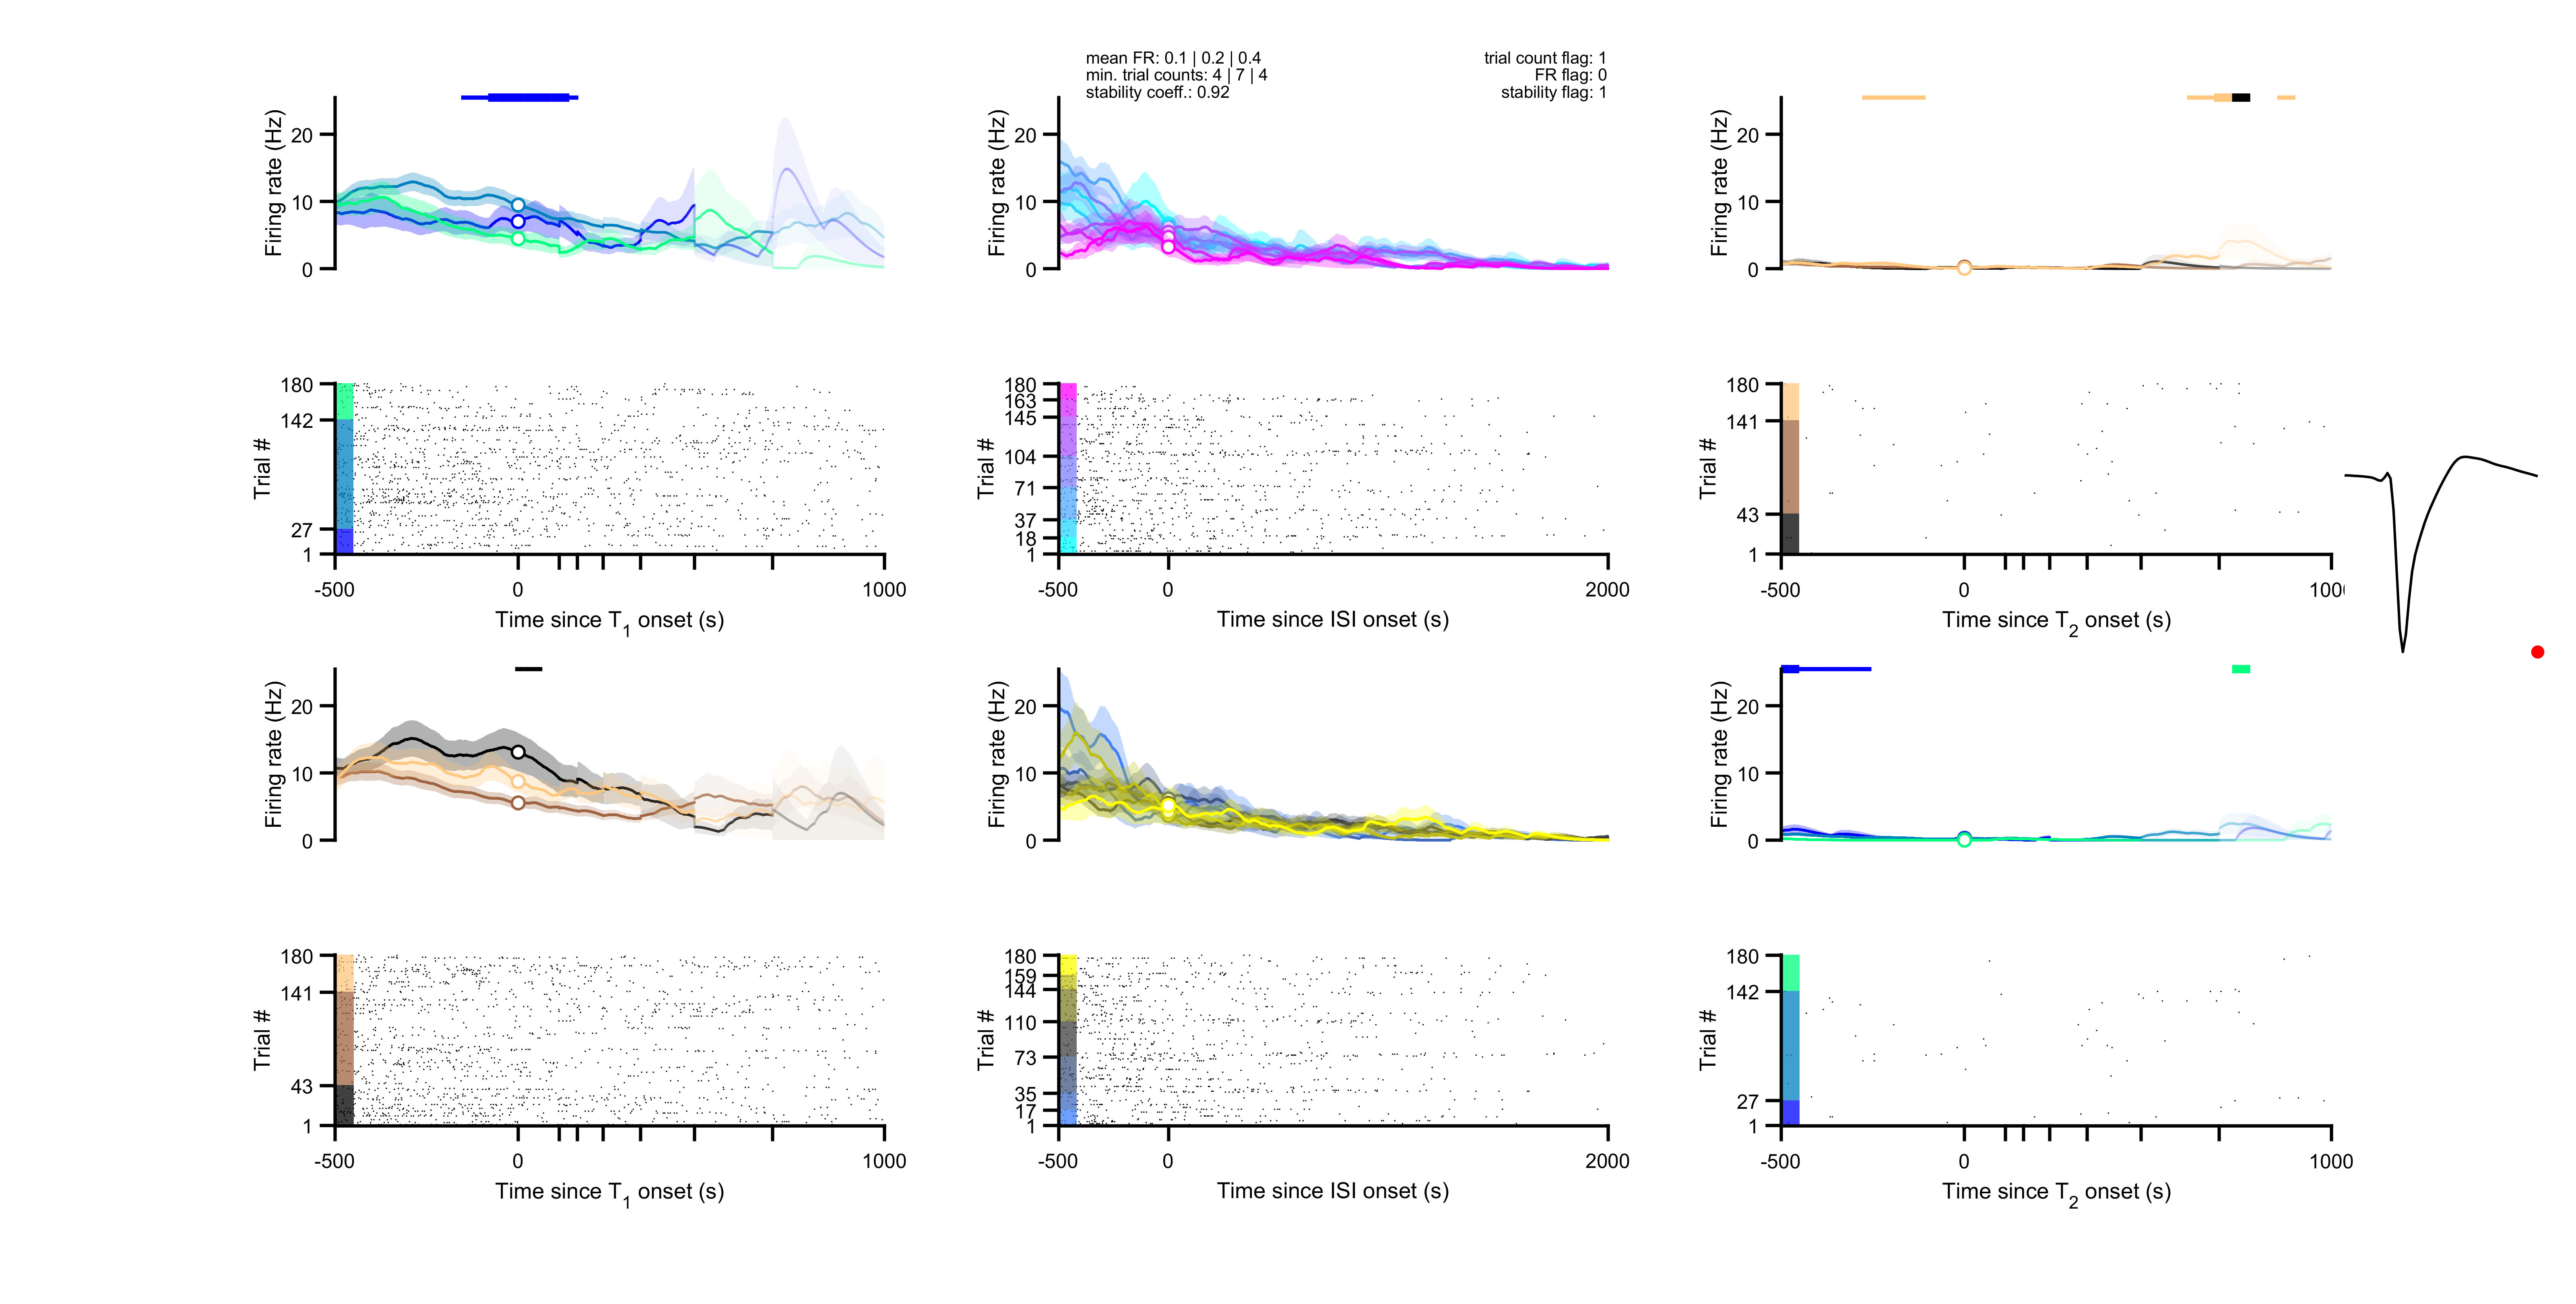 mean FR: 0.1 | 0.2 | 0.4
min. trial counts: 4 | 7 | 4
stability coeff.: 0.92
trial count flag: 1
FR flag: 0
stability flag: 1
Firing rate (Hz)
20
10
0
Firing rate (Hz)
20
10
0
Firing rate (Hz)
20
10
0
Trial #
180
142
27
1
-500
0
1000
Time since T1 onset (s)
Trial #
180
163
145
104
71
37
18
1
-500
0
2000
Time since ISI onset (s)
Trial #
180
141
43
1
-500
0
1000
Time since T2 onset (s)
Firing rate (Hz)
20
10
0
Firing rate (Hz)
20
10
0
Firing rate (Hz)
20
10
0
Trial #
180
141
43
1
-500
0
1000
Time since T1 onset (s)
Trial #
180
159
144
110
73
35
17
1
-500
0
2000
Time since ISI onset (s)
Trial #
180
142
27
1
-500
0
1000
Time since T2 onset (s)